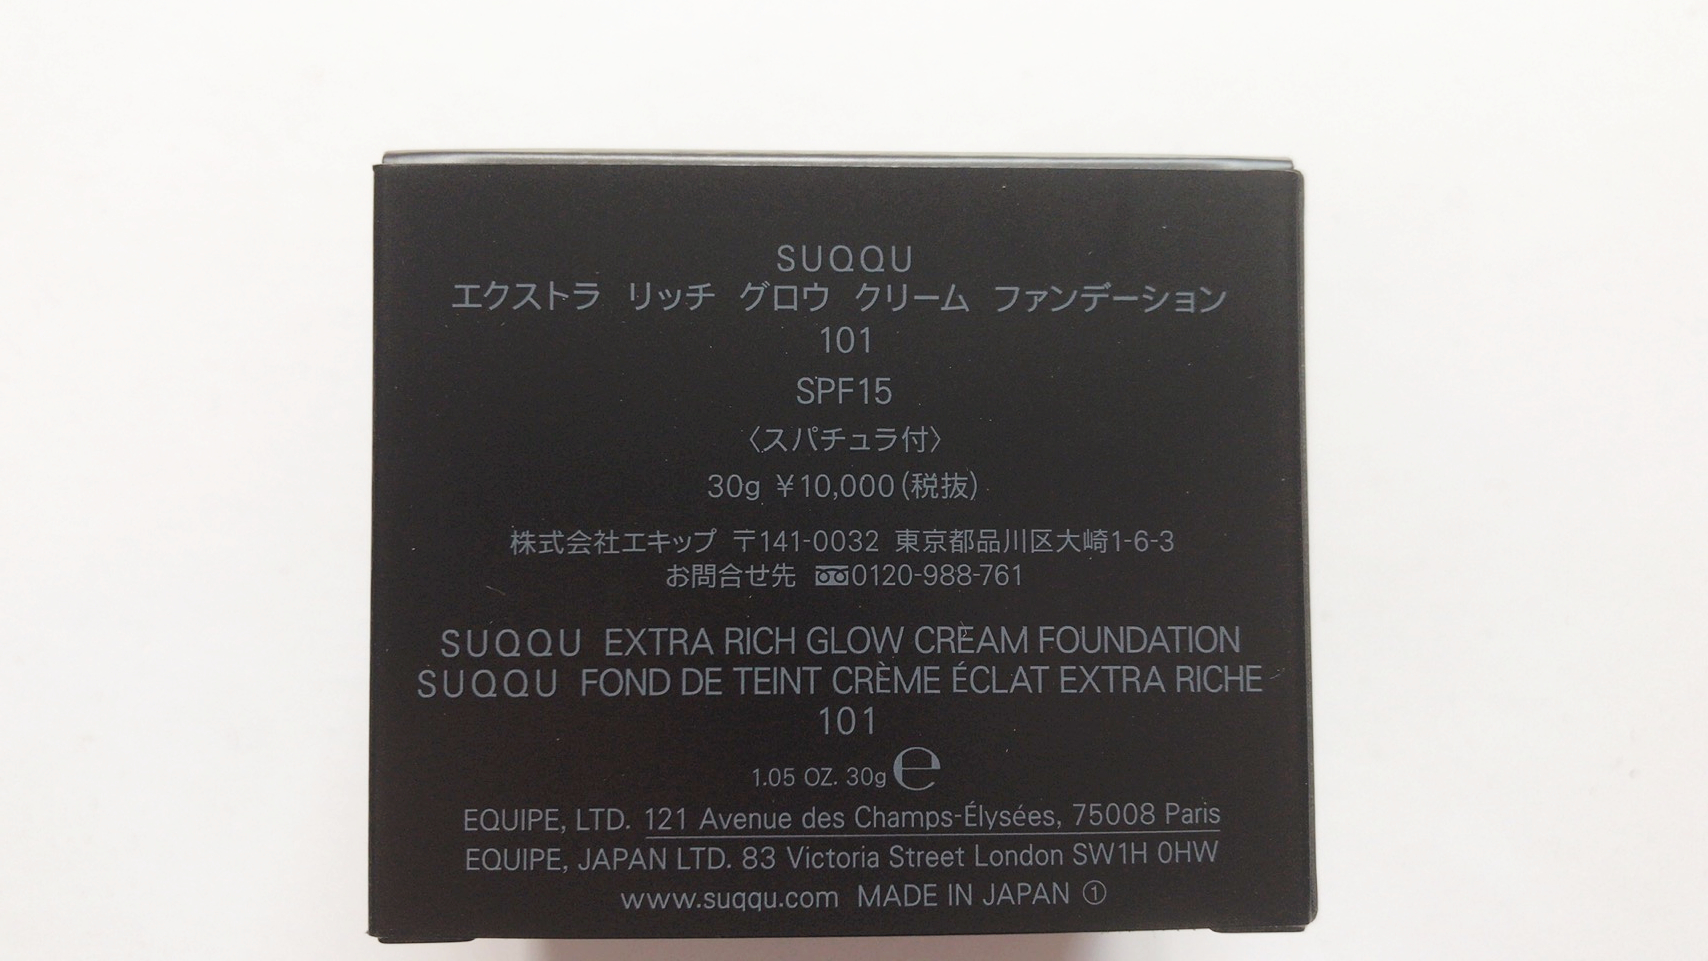 SUQQU
エクストラ リッチ グロウ クリーム ファンデーション
101
SPF15
〈スパチュラ付〉
30g ¥10,000(税抜)
株式会社エキップ 〒141-0032 東京都品川区大崎1-6-3
お問合せ先 0120-988-761
SUQQU EXTRA RICH GLOW CREAM FOUNDATION
SUQQU FOND DE TEINT CRÈME ÉCLAT EXTRA RICHE
101
1.05 OZ. 30g ℮
EQUIPE, LTD. 121 Avenue des Champs-Élysées, 75008 Paris
EQUIPE, JAPAN LTD. 83 Victoria Street London SW1H 0HW
www.suqqu.com MADE IN JAPAN ①